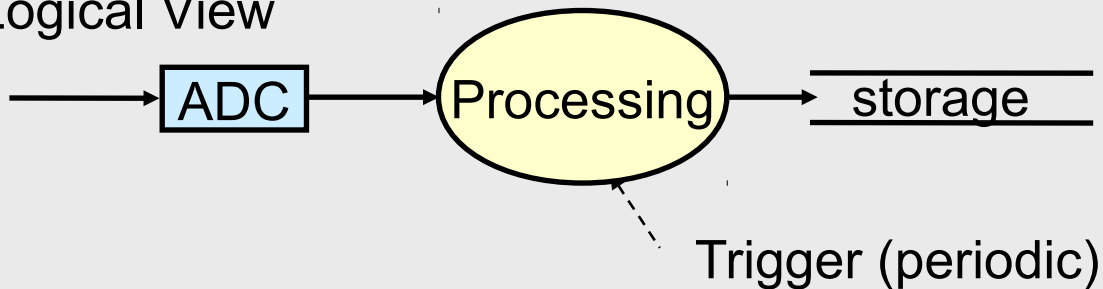 Logical View
ADC
Processing
storage
Trigger (periodic)